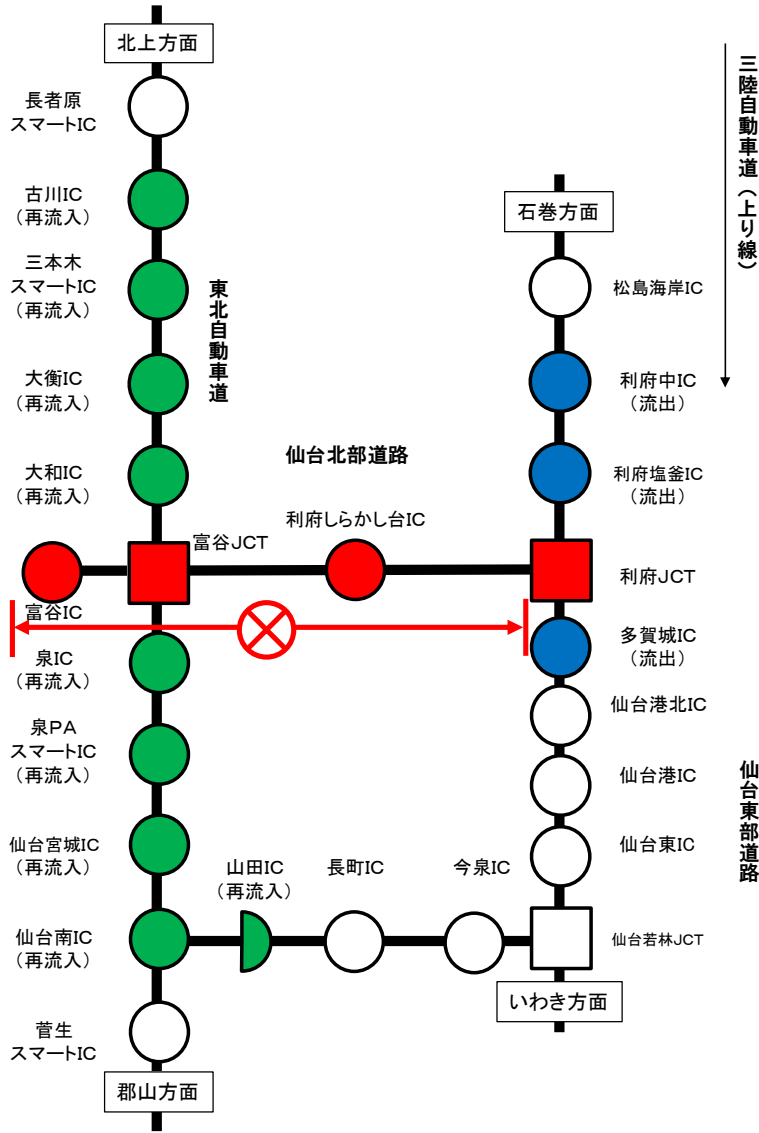 北上方面
長者原
スマートIC
古川IC
(再流入)
三本木
スマートIC
(再流入)
大衡IC
(再流入)
大和IC
(再流入)
東北自動車道
富谷JCT
富谷IC
泉IC
(再流入)
泉PA
スマートIC
(再流入)
仙台宮城IC
(再流入)
仙台南IC
(再流入)
菅生
スマートIC
郡山方面
仙台北部道路
利府しらかし台IC
山田IC
(再流入)
長町IC
今泉IC
三陸自動車道(上り線)
石巻方面
松島海岸IC
利府中IC
(流出)
利府塩釜IC
(流出)
利府JCT
多賀城IC
(流出)
仙台港北IC
仙台港IC
仙台東IC
仙台若林JCT
いわき方面
仙台東部道路